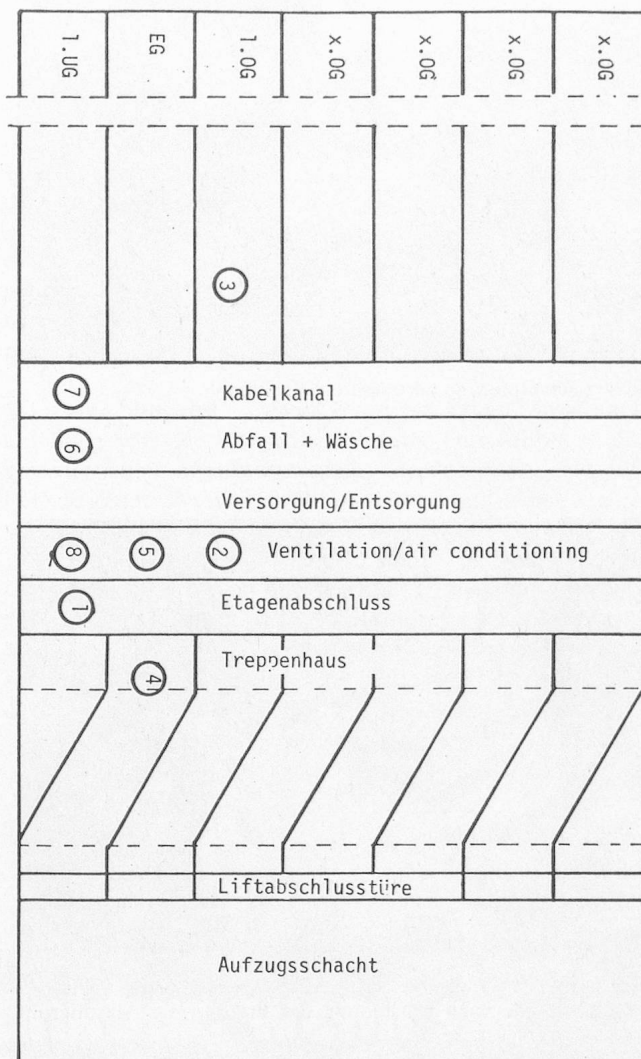 1.UG
EG
1.OG
x.OG
x.OG
x.OG
x.OG
3
7
Kabelkanal
6
Abfall + Wäsche
Versorgung/Entsorgung
8 5 2 Ventilation/air conditioning
1
Etagenabschluss
Treppenhaus
4
Liftabschlusstüre
Aufzugsschacht